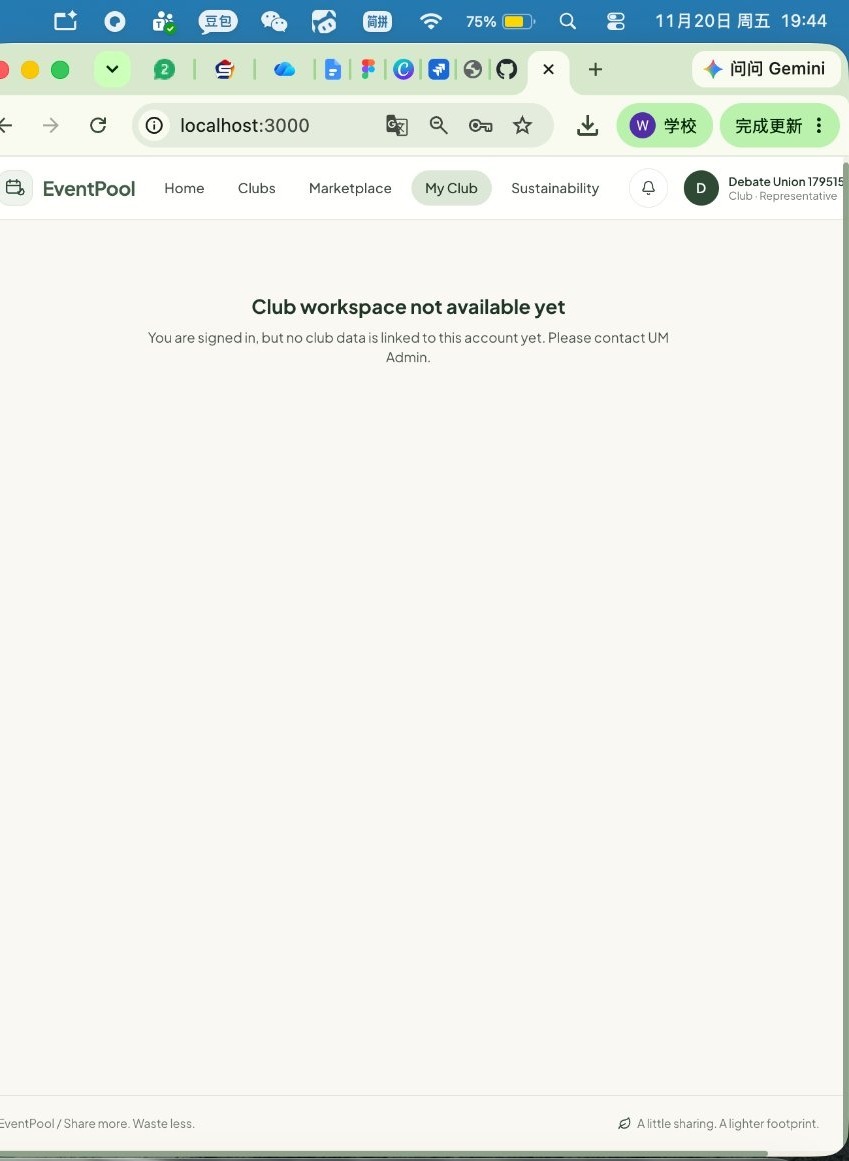 豆包
简拼
75%
11月20日 周五 19:44
2
问问 Gemini
localhost:3000
W 学校
完成更新
EventPool
Home
Clubs
Marketplace
My Club
Sustainability
D
Debate Union 179515
Club · Representative
Club workspace not available yet
You are signed in, but no club data is linked to this account yet. Please contact UM
Admin.
EventPool / Share more. Waste less.
A little sharing. A lighter footprint.